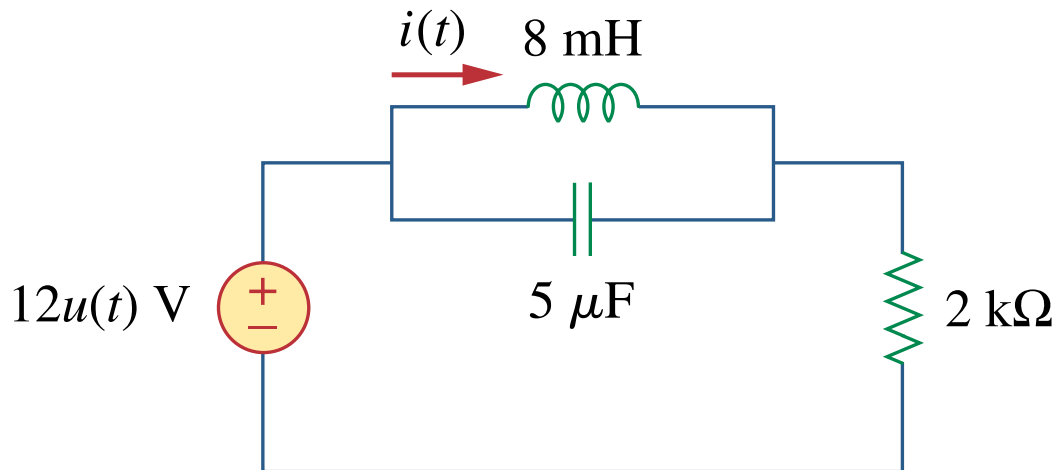 i(t)
8 mH
12u(t) V
+
−
5 μF
2 kΩ